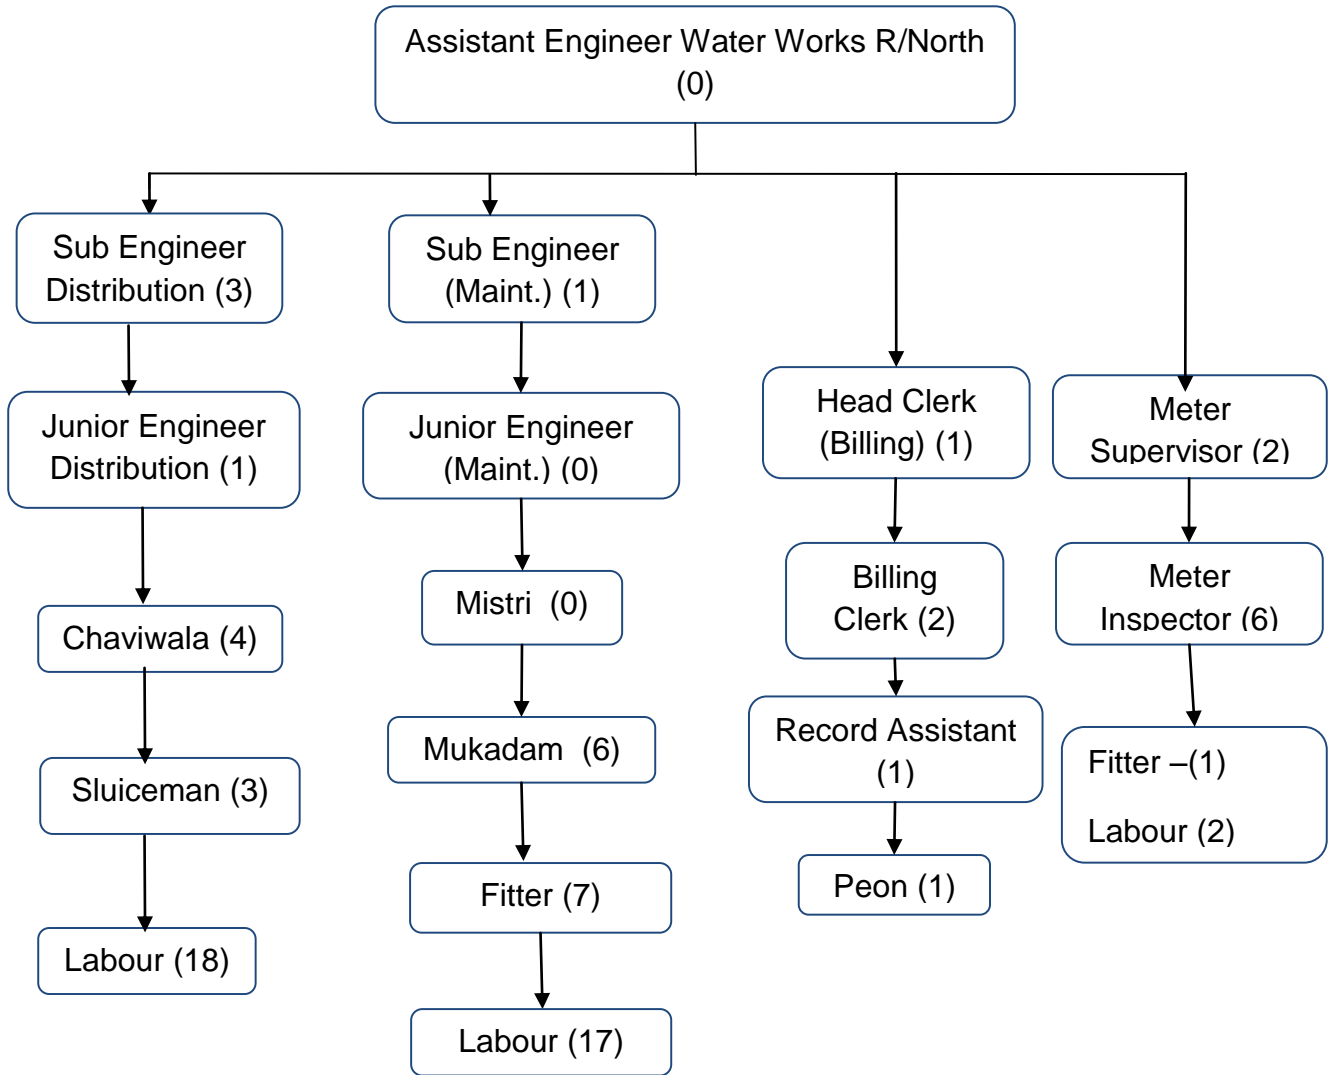 Assistant Engineer Water Works R/North
(0)
Sub Engineer
Distribution (3)
Junior Engineer
Distribution (1)
Chaviwala (4)
Sluiceman (3)
Labour (18)
Sub Engineer
(Maint.) (1)
Junior Engineer
(Maint.) (0)
Mistri (0)
Mukadam (6)
Fitter (7)
Labour (17)
Head Clerk
(Billing) (1)
Billing
Clerk (2)
Record Assistant
(1)
Peon (1)
Meter
Supervisor (2)
Meter
Inspector (6)
Fitter –(1)
Labour (2)